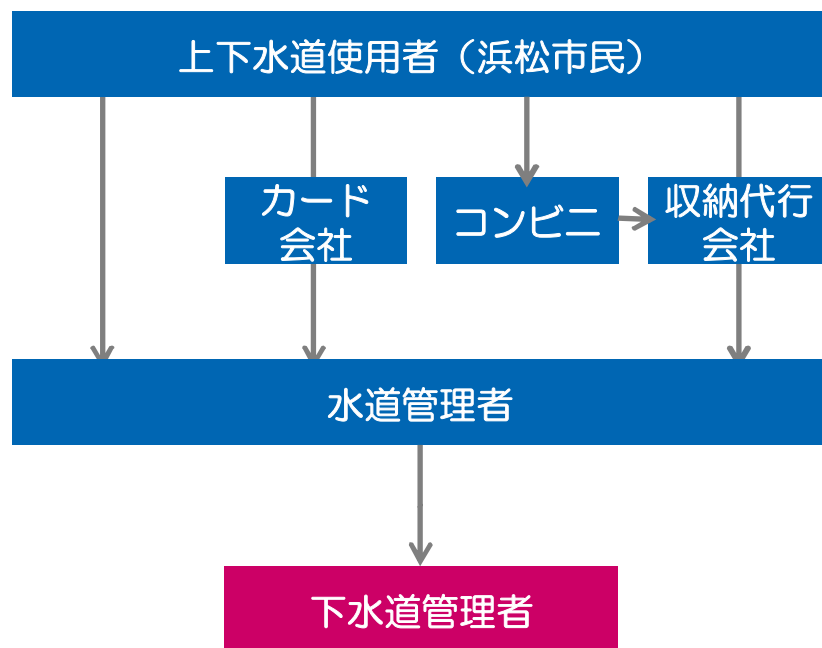 上下水道使用者（浜松市民）
カード
会社
コンビニ
収納代行
会社
水道管理者
下水道管理者